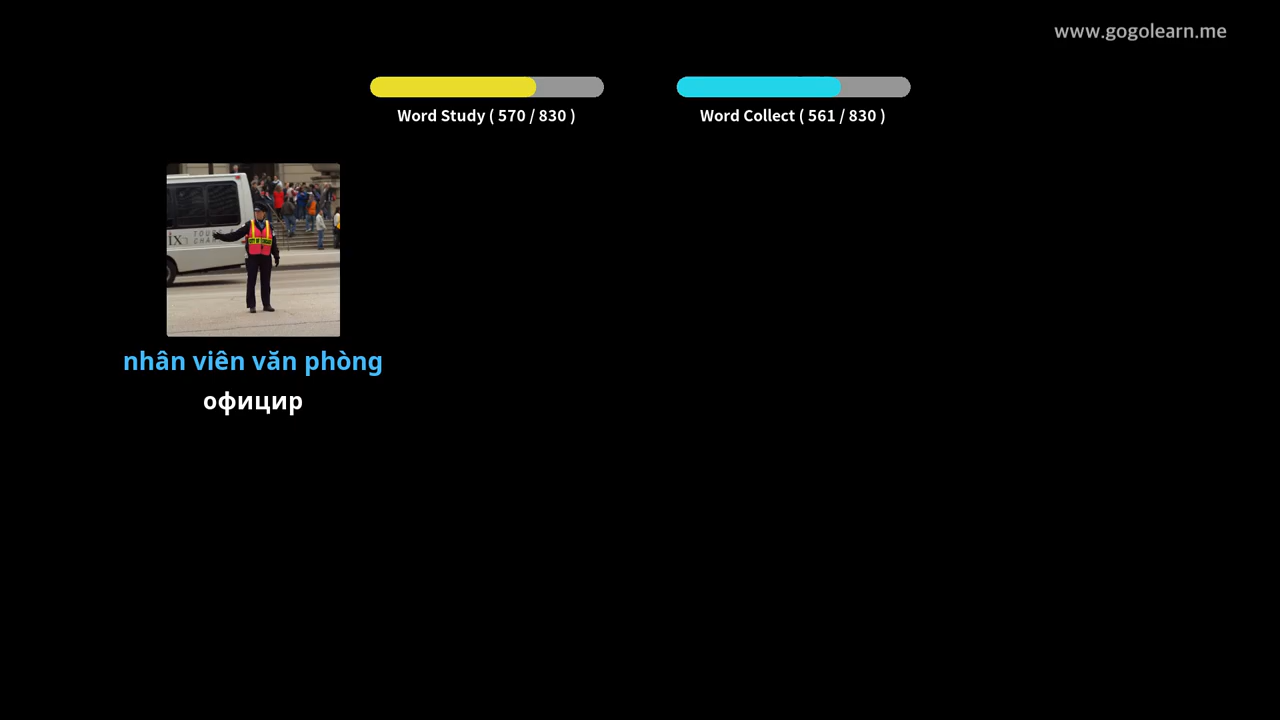 www.gogolearn.me
Word Study ( 570 / 830 )
Word Collect ( 561 / 830 )
nhân viên văn phòng
официр